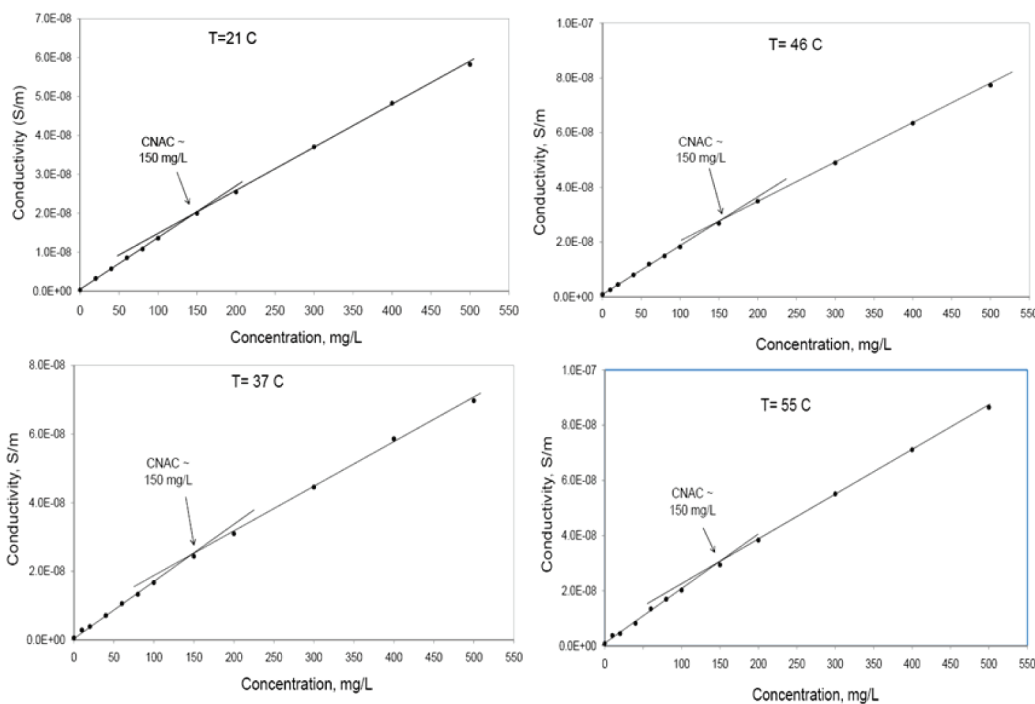 T=21 C
Conductivity (S/m)
7.0E-08
6.0E-08
5.0E-08
4.0E-08
3.0E-08
2.0E-08
1.0E-08
0.0E+00
CNAC ~
150 mg/L
0 50 100 150 200 250 300 350 400 450 500 550
Concentration, mg/L
T= 46 C
Conductivity, S/m
1.0E-07
8.0E-08
6.0E-08
4.0E-08
2.0E-08
0.0E+00
CNAC ~
150 mg/L
0 50 100 150 200 250 300 350 400 450 500 550
Concentration, mg/L
T= 37 C
Conductivity, S/m
8.0E-08
6.0E-08
4.0E-08
2.0E-08
0.0E+00
CNAC ~
150 mg/L
0 50 100 150 200 250 300 350 400 450 500 550
Concentration, mg/L
T= 55 C
Conductivity, S/m
1.0E-07
8.0E-08
6.0E-08
4.0E-08
2.0E-08
0.0E+00
CNAC ~
150 mg/L
0 50 100 150 200 250 300 350 400 450 500 550
Concentration, mg/L